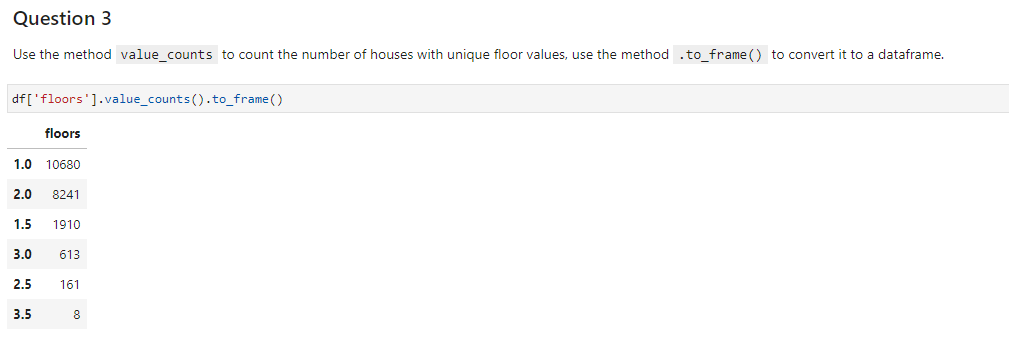 Question 3
Use the method value_counts to count the number of houses with unique floor values, use the method .to_frame() to convert it to a dataframe.
df['floors'].value_counts().to_frame()
floors
1.0 10680
2.0 8241
1.5 1910
3.0 613
2.5 161
3.5 8